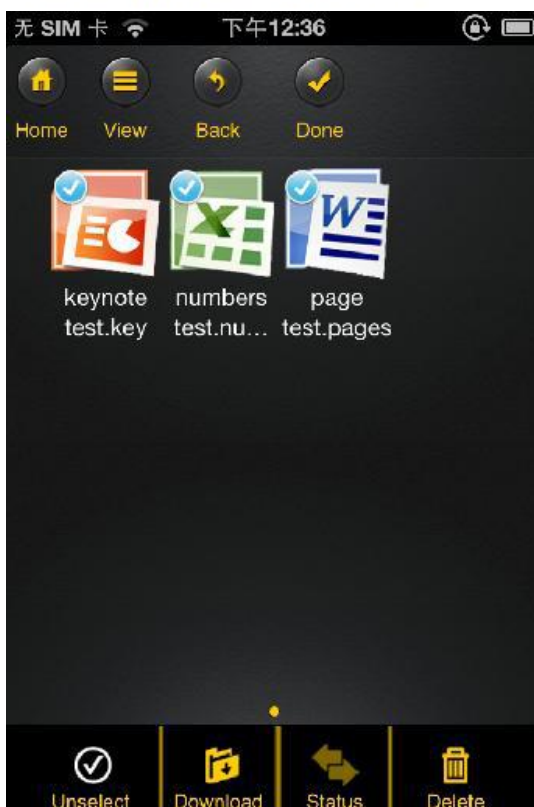 无 SIM 卡 下午12:36
Home View Back Done
keynote numbers page
test.key test.nu... test.pages
Unselect Download Status Delete